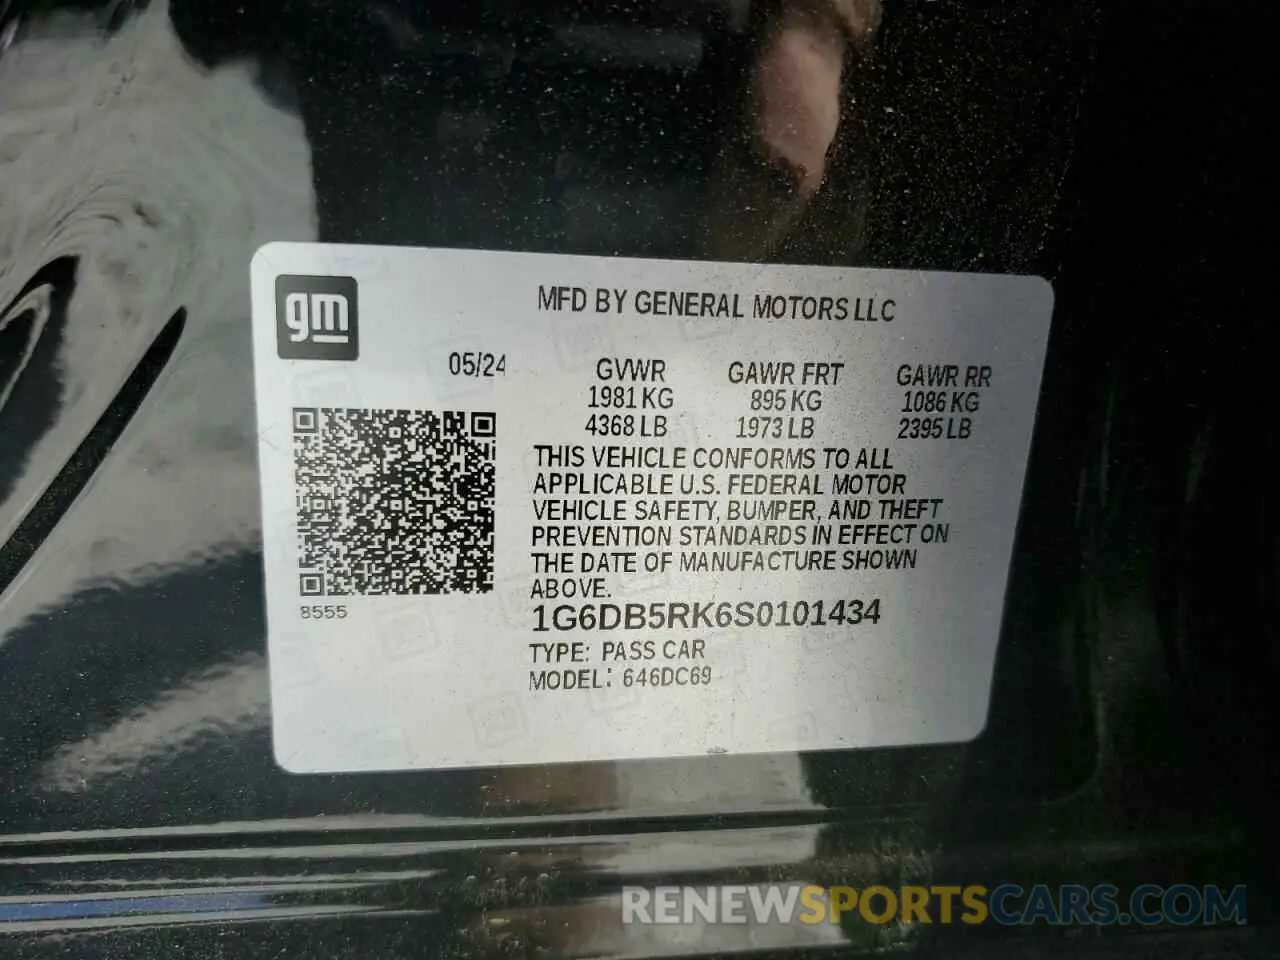 gm
MFD BY GENERAL MOTORS LLC
05/24
GVWR GAWR FRT GAWR RR
1981 KG 895 KG 1086 KG
4368 LB 1973 LB 2395 LB
THIS VEHICLE CONFORMS TO ALL
APPLICABLE U.S. FEDERAL MOTOR
VEHICLE SAFETY, BUMPER, AND THEFT
PREVENTION STANDARDS IN EFFECT ON
THE DATE OF MANUFACTURE SHOWN
ABOVE.
8555
1G6DB5RK6S0101434
TYPE: PASS CAR
MODEL: 646DC69
RENEWSPORTSCARS.COM